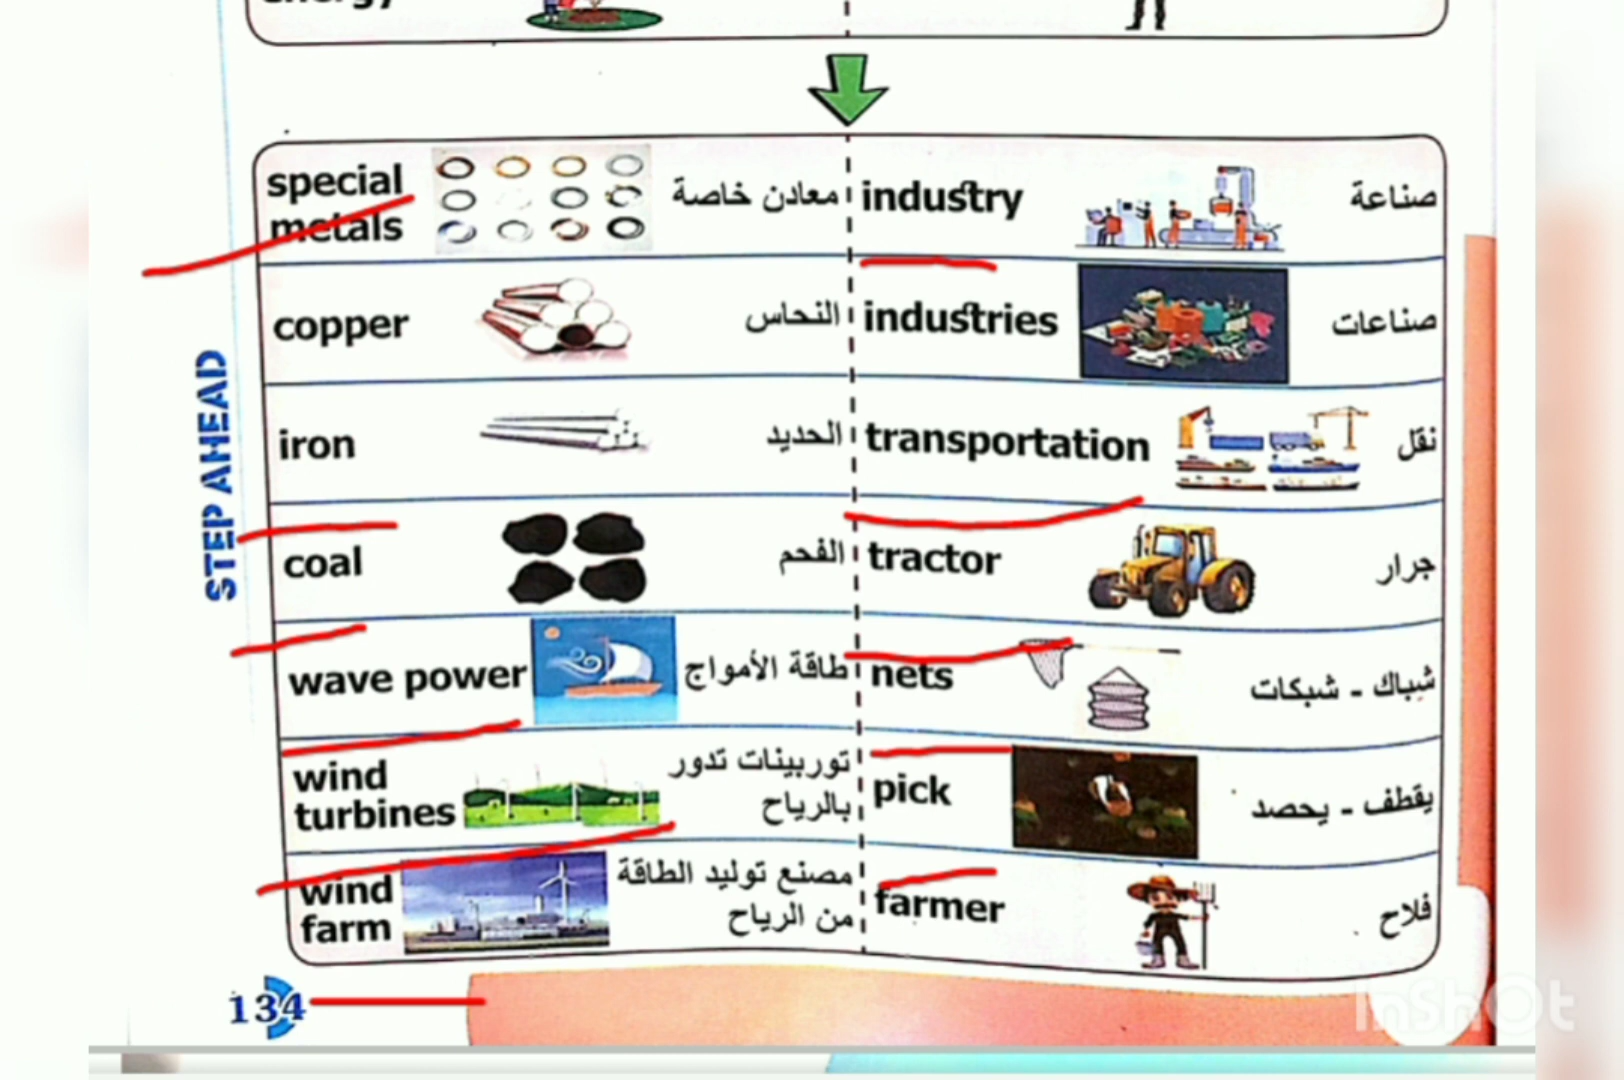 energy
special
metals
معادن خاصة
industry
صناعة
copper
النحاس
industries
صناعات
iron
الحديد
transportation
نقل
coal
الفحم
tractor
جرار
wave power
طاقة الأمواج
nets
شباك - شبكات
wind
turbines
توربينات تدور
بالرياح
pick
يقطف - يحصد
wind
farm
مصنع توليد الطاقة
من الرياح
farmer
فلاح
STEP AHEAD
134
InShOt